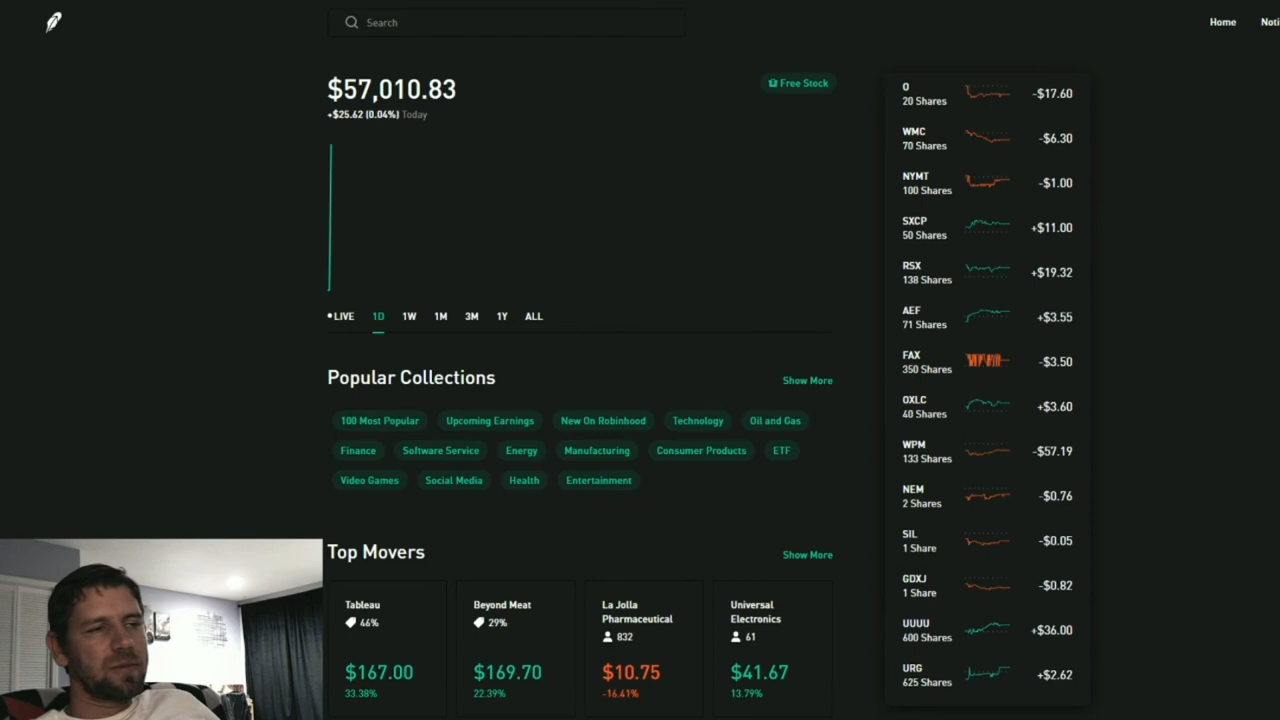 Search
Home
Noti
$57,010.83
Free Stock
+$25.62 (0.04%) Today
LIVE 1D 1W 1M 3M 1Y ALL
Popular Collections
Show More
100 Most Popular Upcoming Earnings New On Robinhood Technology Oil and Gas
Finance Software Service Energy Manufacturing Consumer Products ETF
Video Games Social Media Health Entertainment
Top Movers
Show More
Tableau
46%
$167.00
33.38%
Beyond Meat
29%
$169.70
22.39%
La Jolla
Pharmaceutical
832
$10.75
-16.41%
Universal
Electronics
61
$41.67
13.79%
O
20 Shares
-$17.60
WMC
70 Shares
-$6.30
NYMT
100 Shares
-$1.00
SXCP
50 Shares
+$11.00
RSX
138 Shares
+$19.32
AEF
71 Shares
+$3.55
FAX
350 Shares
-$3.50
OXLC
40 Shares
+$3.60
WPM
133 Shares
-$57.19
NEM
2 Shares
-$0.76
SIL
1 Share
-$0.05
GDXJ
1 Share
-$0.82
UUUU
600 Shares
+$36.00
URG
625 Shares
+$2.62